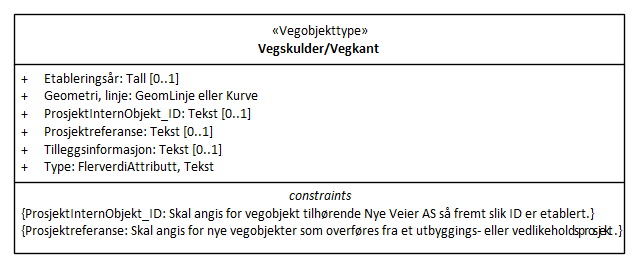 «Vegobjekttype»
Vegskulder/Vegkant
+ Etableringsår: Tall [0..1]
+ Geometri, linje: GeomLinje eller Kurve
+ ProsjektInternObjekt_ID: Tekst [0..1]
+ Prosjektreferanse: Tekst [0..1]
+ Tilleggsinformasjon: Tekst [0..1]
+ Type: FlerverdiAttributt, Tekst
constraints
{ProsjektInternObjekt_ID: Skal angis for vegobjekt tilhørende Nye Veier AS så fremt slik ID er etablert.}
{Prosjektreferanse: Skal angis for nye vegobjekter som overføres fra et utbyggings- eller vedlikeholdsprosjekt.}